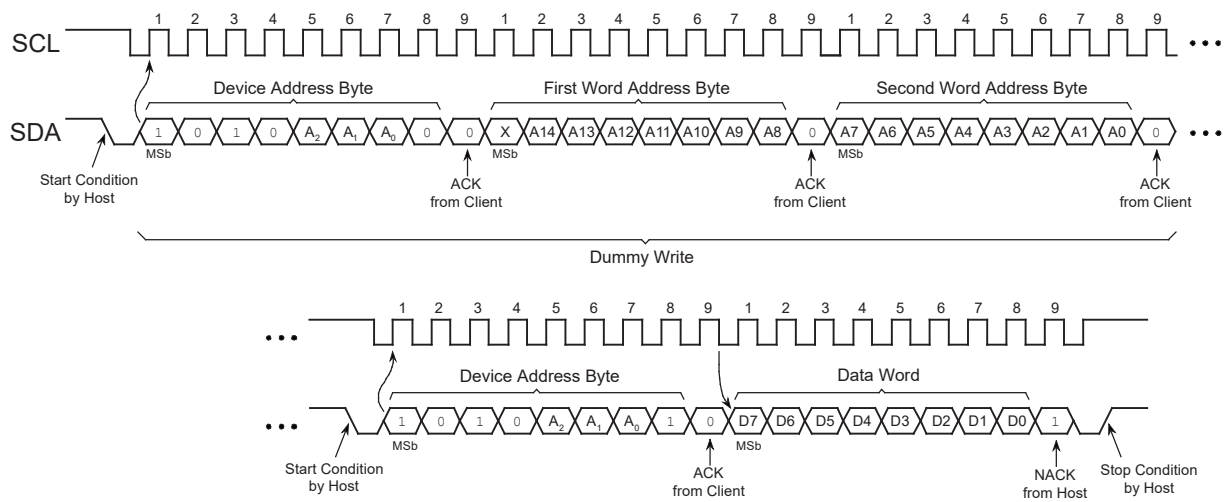 1 2 3 4 5 6 7 8 9 1 2 3 4 5 6 7 8 9 1 2 3 4 5 6 7 8 9
SCL
Device Address Byte First Word Address Byte Second Word Address Byte
SDA 1 0 1 0 A2 A1 A0 0 0 X A14 A13 A12 A11 A10 A9 A8 0 A7 A6 A5 A4 A3 A2 A1 A0 0
MSb MSb MSb
Start Condition
by Host
ACK
from Client
ACK
from Client
ACK
from Client
Dummy Write
1 2 3 4 5 6 7 8 9 1 2 3 4 5 6 7 8 9
Device Address Byte Data Word
1 0 1 0 A2 A1 A0 1 0 D7 D6 D5 D4 D3 D2 D1 D0 1
MSb MSb
Start Condition
by Host
ACK
from Client
NACK
from Host
Stop Condition
by Host